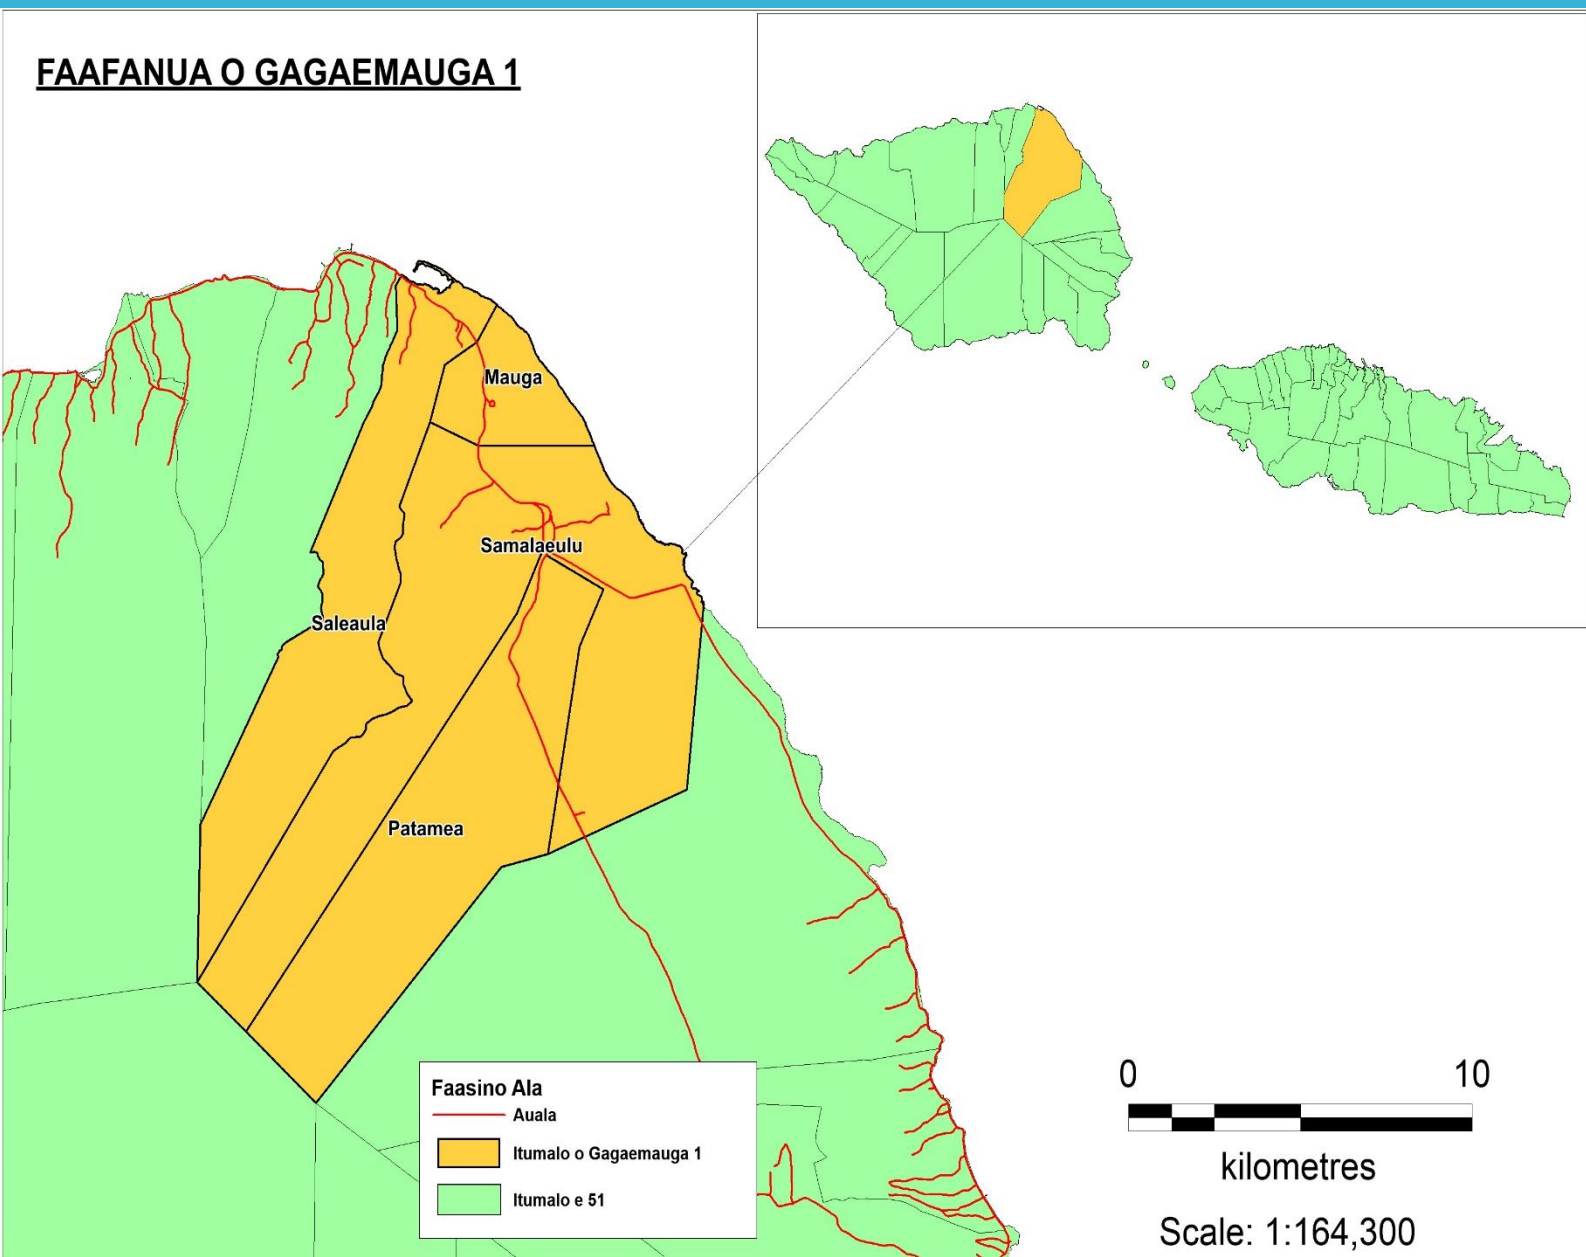 FAAFANUA O GAGAEMAUGA 1
Mauga
Samalaeulu
Saleaula
Patamea
Faasino Ala
Auala
Itumalo o Gagaemauga 1
Itumalo e 51
0 10
kilometres
Scale: 1:164,300